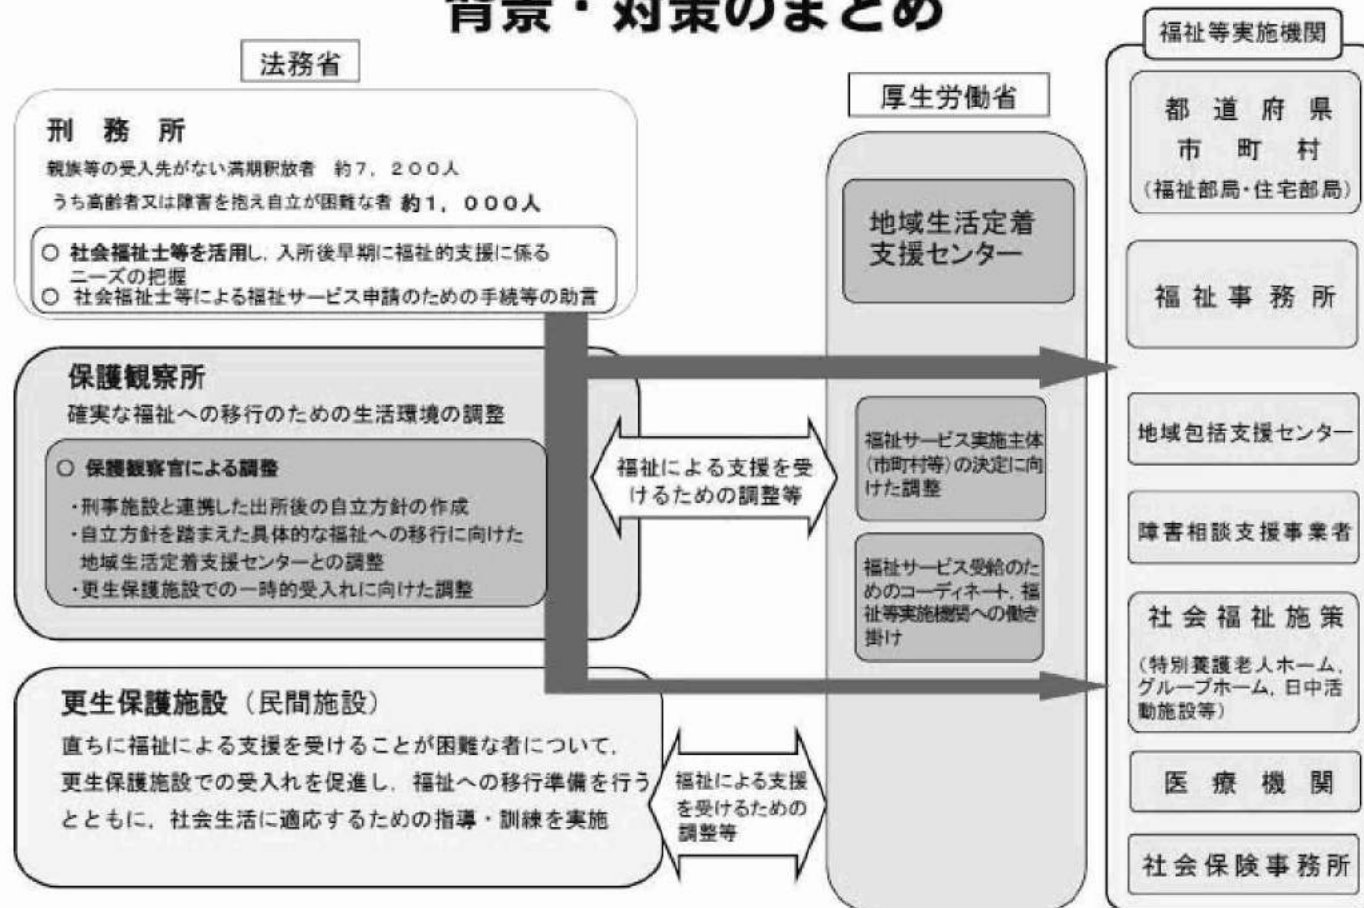 背景・対策のまとめ
法務省
刑務所
親族等の受入先がない満期釈放者 約7,200人
うち高齢者又は障害を抱え自立が困難な者 約1,000人
○ 社会福祉士等を活用し,入所後早期に福祉的支援に係る
ニーズの把握
○ 社会福祉士等による福祉サービス申請のための手続等の助言
保護観察所
確実な福祉への移行のための生活環境の調整
○ 保護観察官による調整
・刑事施設と連携した出所後の自立方針の作成
・自立方針を踏まえた具体的な福祉への移行に向けた
地域生活定着支援センターとの調整
・更生保護施設での一時的受入れに向けた調整
更生保護施設(民間施設)
直ちに福祉による支援を受けることが困難な者について,
更生保護施設での受入れを促進し,福祉への移行準備を行う
とともに,社会生活に適応するための指導・訓練を実施
福祉による支援を受
けるための調整等
福祉による支援
を受けるための
調整等
厚生労働省
地域生活定着
支援センター
福祉サービス実施主体
(市町村等)の決定に向
けた調整
福祉サービス受給のた
めのコーディネート,福
祉等実施機関への働き
掛け
福祉等実施機関
都道府県
市町村
(福祉部局・住宅部局)
福祉事務所
地域包括支援センター
障害相談支援事業者
社会福祉施策
(特別養護老人ホーム,
グループホーム,日中活
動施設等)
医療機関
社会保険事務所